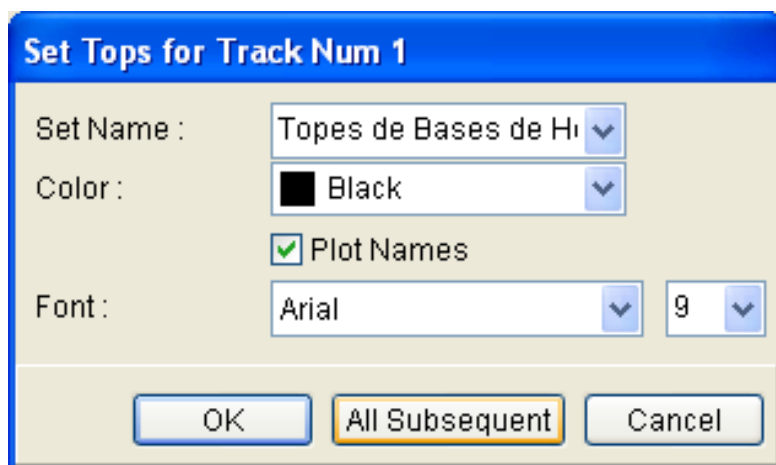 Set Tops for Track Num 1
Set Name : Topes de Bases de
Color : Black
Plot Names
Font : Arial 9
OK All Subsequent Cancel